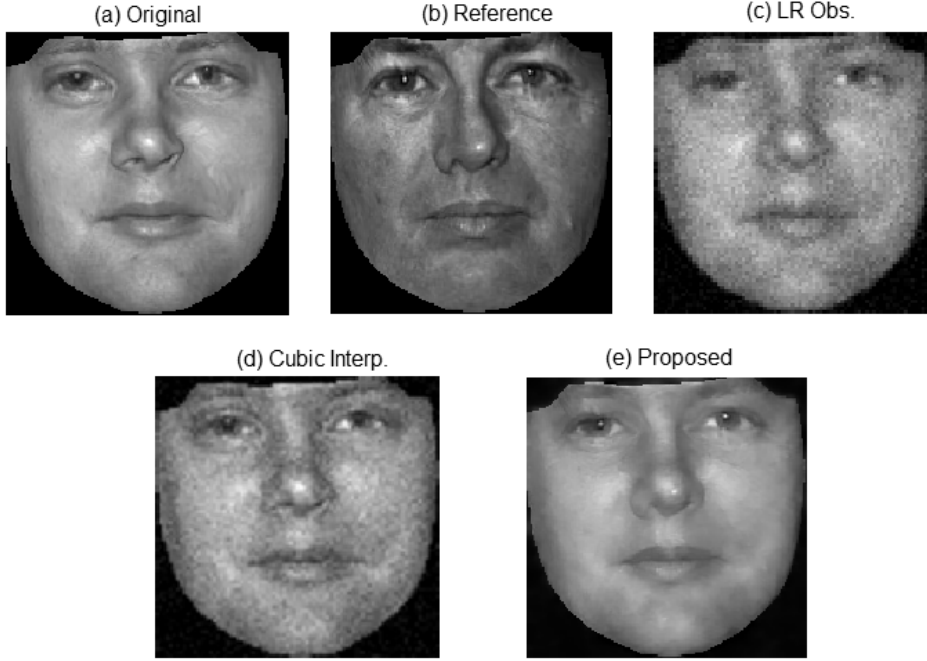 (a) Original
(b) Reference
(c) LR Obs.
(d) Cubic Interp.
(e) Proposed